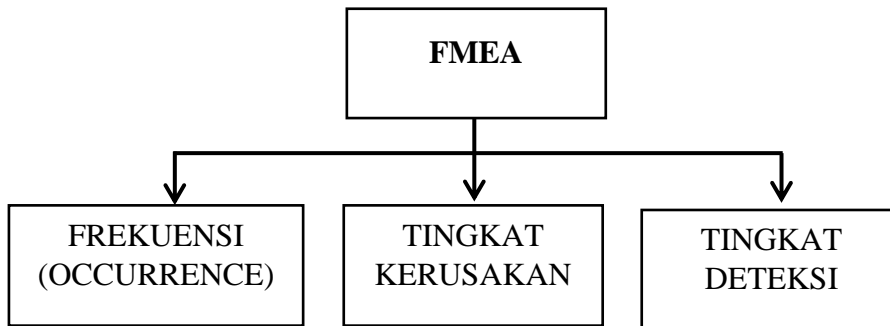 FMEA
FREKUENSI
(OCCURRENCE)
TINGKAT
KERUSAKAN
TINGKAT
DETEKSI